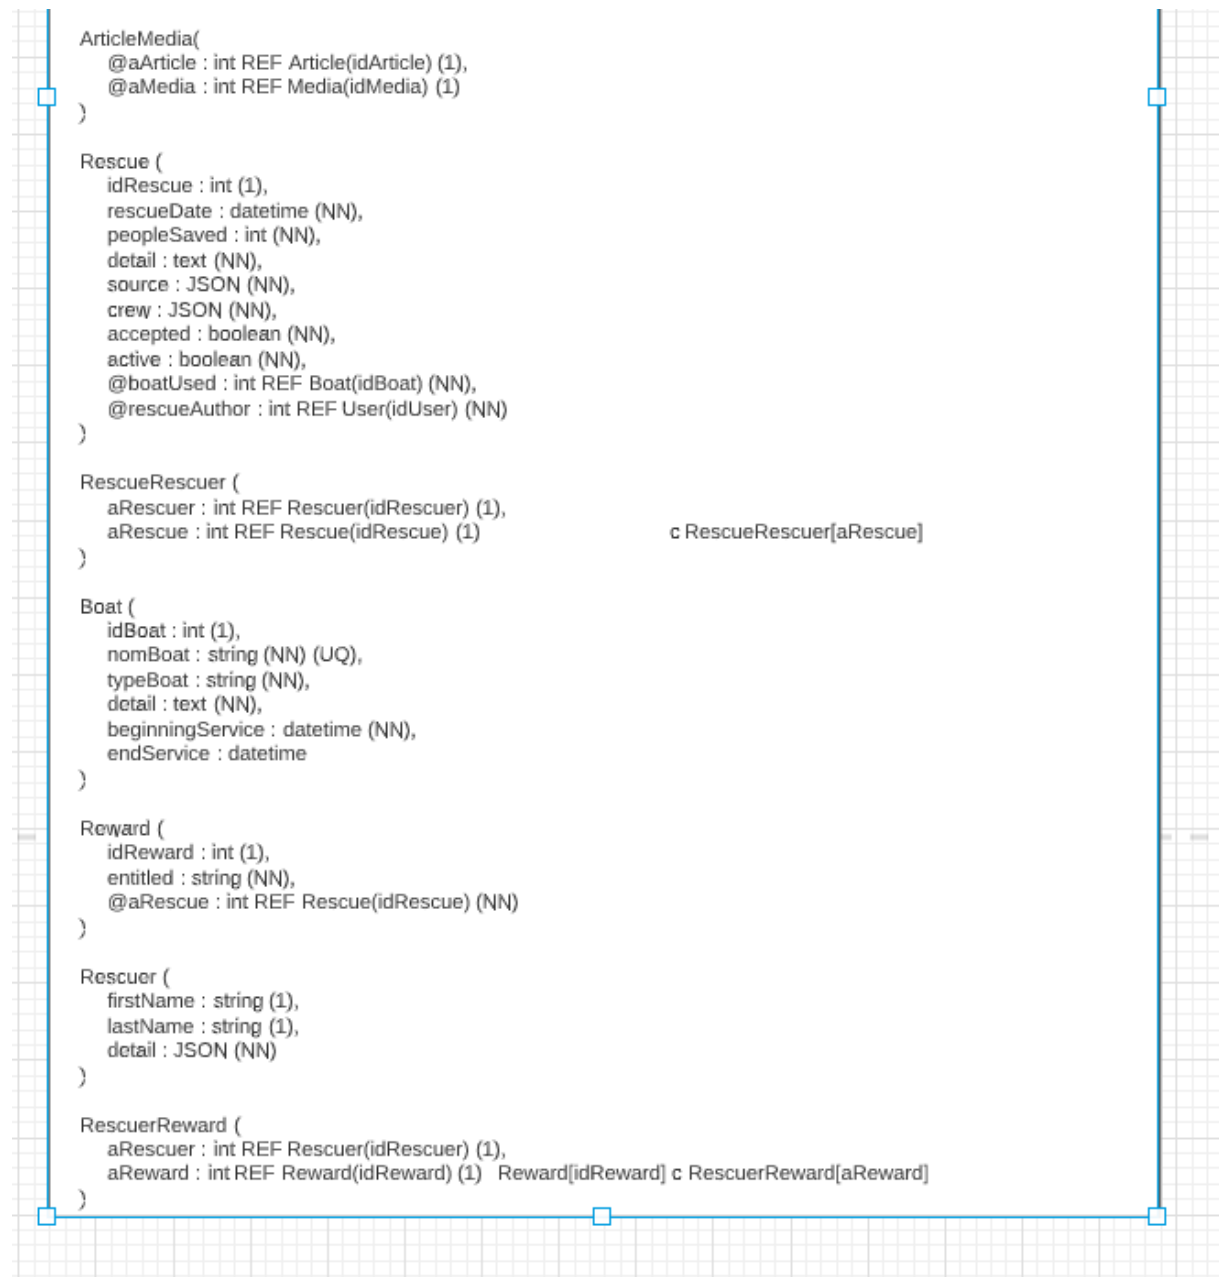 ArticleMedia(
@aArticle : int REF Article(idArticle) (1),
@aMedia : int REF Media(idMedia) (1)
)
Rescue (
idRescue : int (1),
rescueDate : datetime (NN),
peopleSaved : int (NN),
detail : text (NN),
source : JSON (NN),
crew : JSON (NN),
accepted : boolean (NN),
active : boolean (NN),
@boatUsed : int REF Boat(idBoat) (NN),
@rescueAuthor : int REF User(idUser) (NN)
)
RescueRescuer (
aRescuer : int REF Rescuer(idRescuer) (1),
aRescue : int REF Rescue(idRescue) (1) c RescueRescuer[aRescue]
)
Boat (
idBoat : int (1),
nomBoat : string (NN) (UQ),
typeBoat : string (NN),
detail : text (NN),
beginningService : datetime (NN),
endService : datetime
)
Reward (
idReward : int (1),
entitled : string (NN),
@aRescue : int REF Rescue(idRescue) (NN)
)
Rescuer (
firstName : string (1),
lastName : string (1),
detail : JSON (NN)
)
RescuerReward (
aRescuer : int REF Rescuer(idRescuer) (1),
aReward : int REF Reward(idReward) (1) Reward[idReward] c RescuerReward[aReward]
)